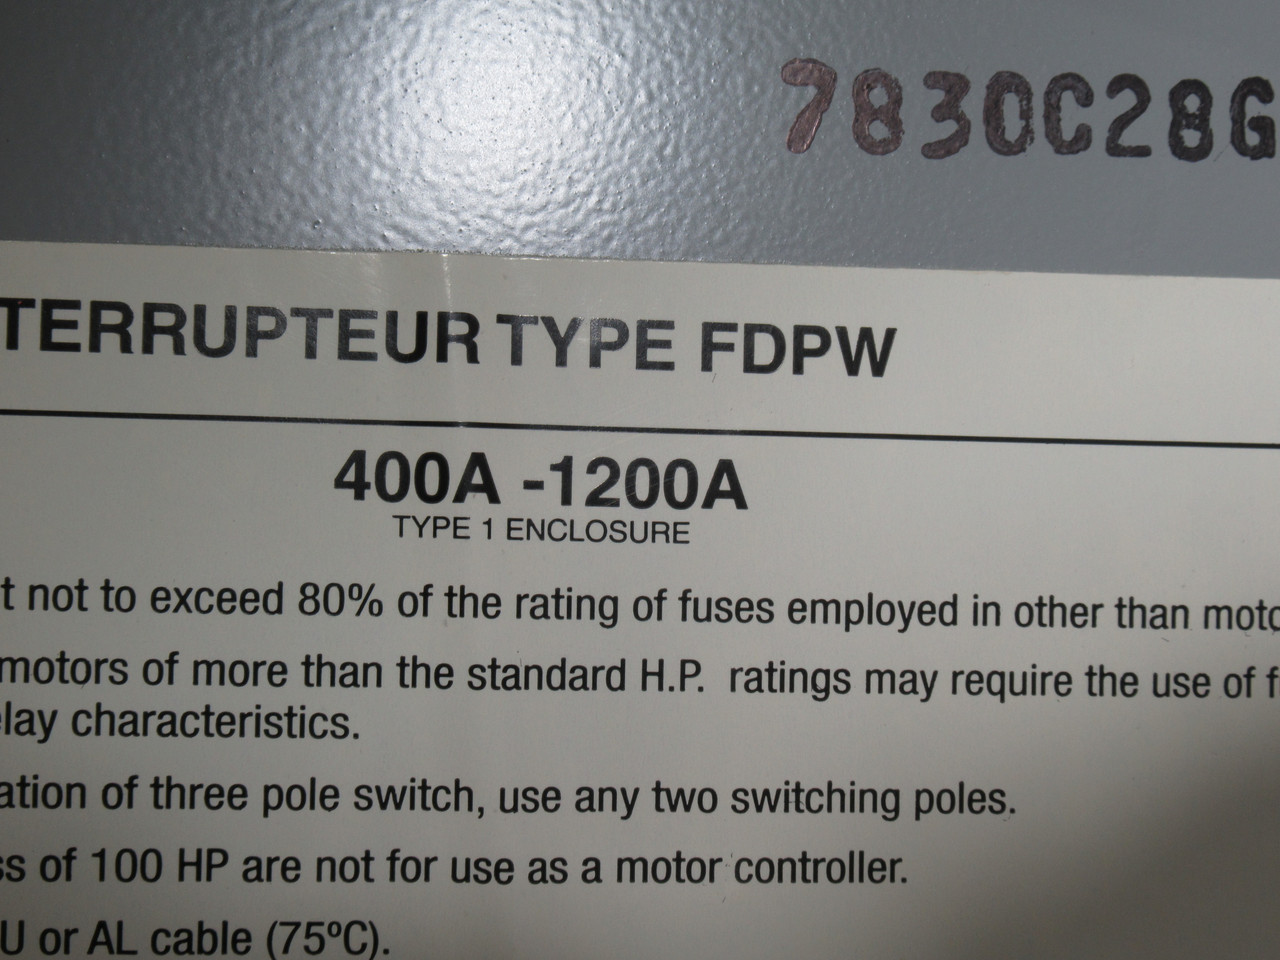 7830C28G
TERRUPTEUR TYPE FDPW
400A -1200A
TYPE 1 ENCLOSURE
t not to exceed 80% of the rating of fuses employed in other than moto
motors of more than the standard H.P. ratings may require the use of f
elay characteristics.
ation of three pole switch, use any two switching poles.
ss of 100 HP are not for use as a motor controller.
U or AL cable (75ºC).